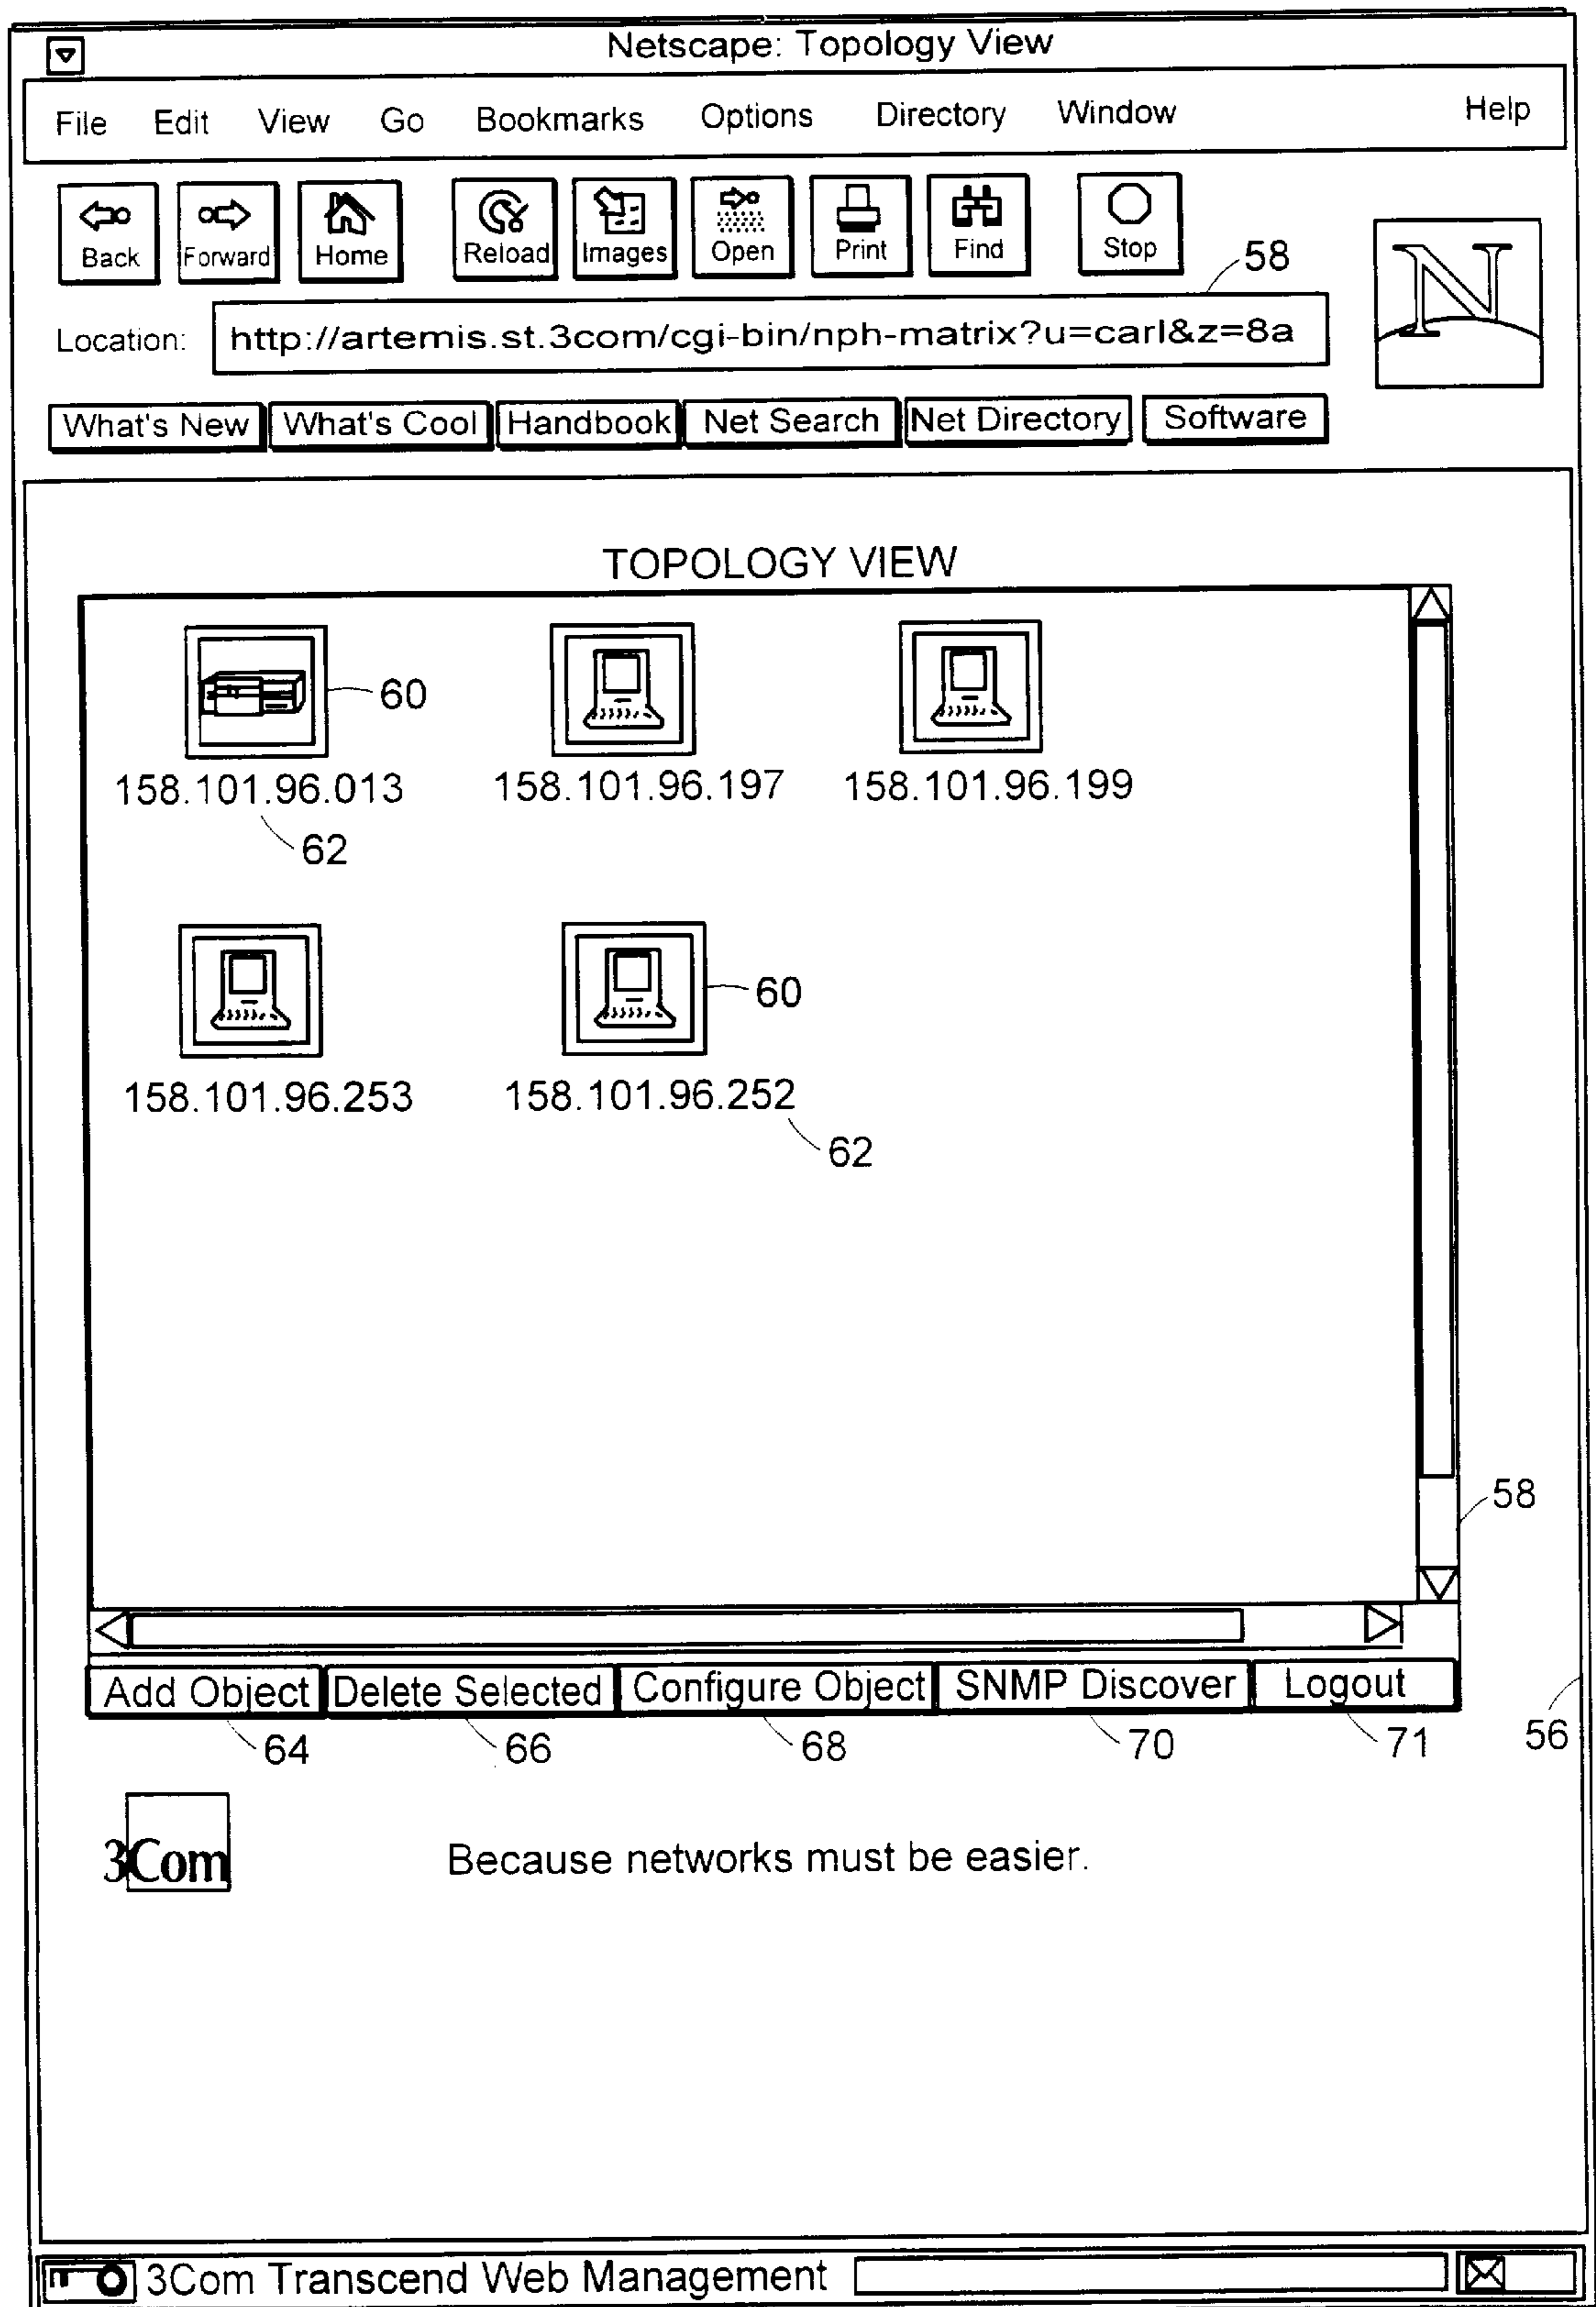 Netscape: Topology View
File Edit View Go Bookmarks Options Directory Window Help
Back Forward Home Reload Images Open Print Find Stop
58
N
Location: http://artemis.st.3com/cgi-bin/nph-matrix?u=carl&z=8a
What's New What's Cool Handbook Net Search Net Directory Software
TOPOLOGY VIEW
60
158.101.96.013 158.101.96.197 158.101.96.199
62
60
158.101.96.253 158.101.96.252
62
58
Add Object Delete Selected Configure Object SNMP Discover Logout
64 66 68 70 71 56
3Com Because networks must be easier.
3Com Transcend Web Management